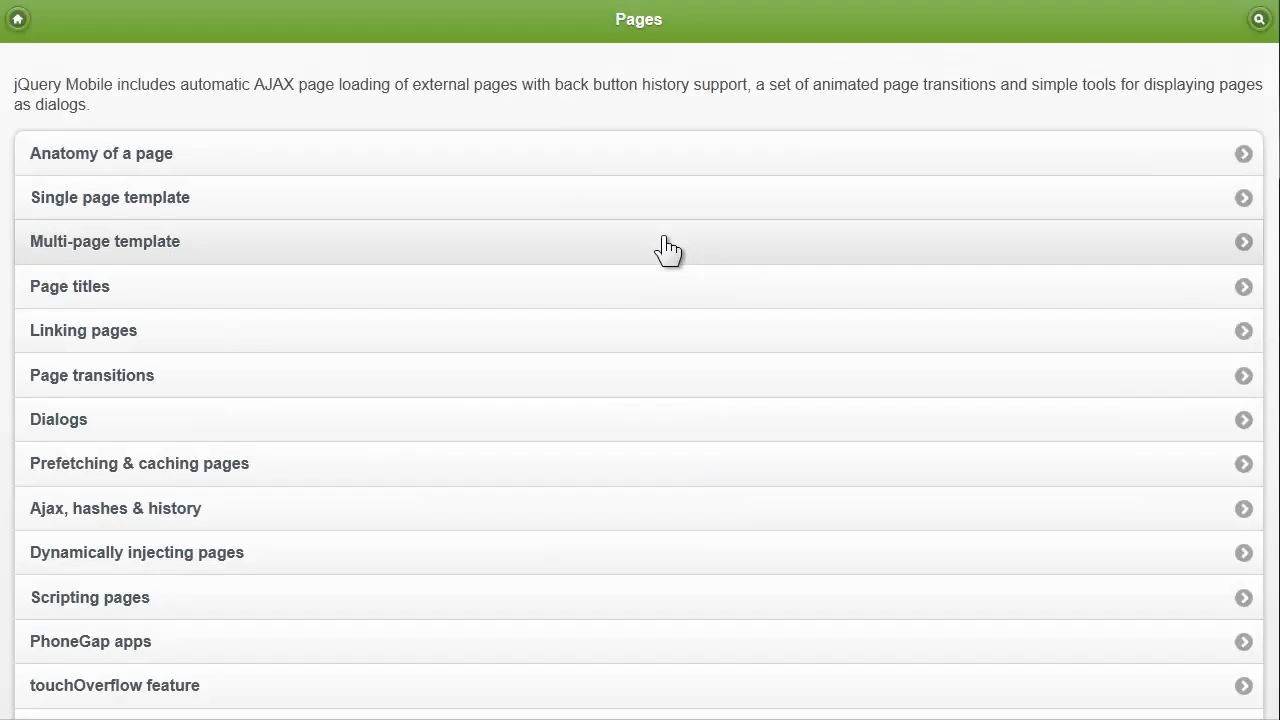 Pages
jQuery Mobile includes automatic AJAX page loading of external pages with back button history support, a set of animated page transitions and simple tools for displaying pages
as dialogs.
Anatomy of a page
Single page template
Multi-page template
Page titles
Linking pages
Page transitions
Dialogs
Prefetching & caching pages
Ajax, hashes & history
Dynamically injecting pages
Scripting pages
PhoneGap apps
touchOverflow feature